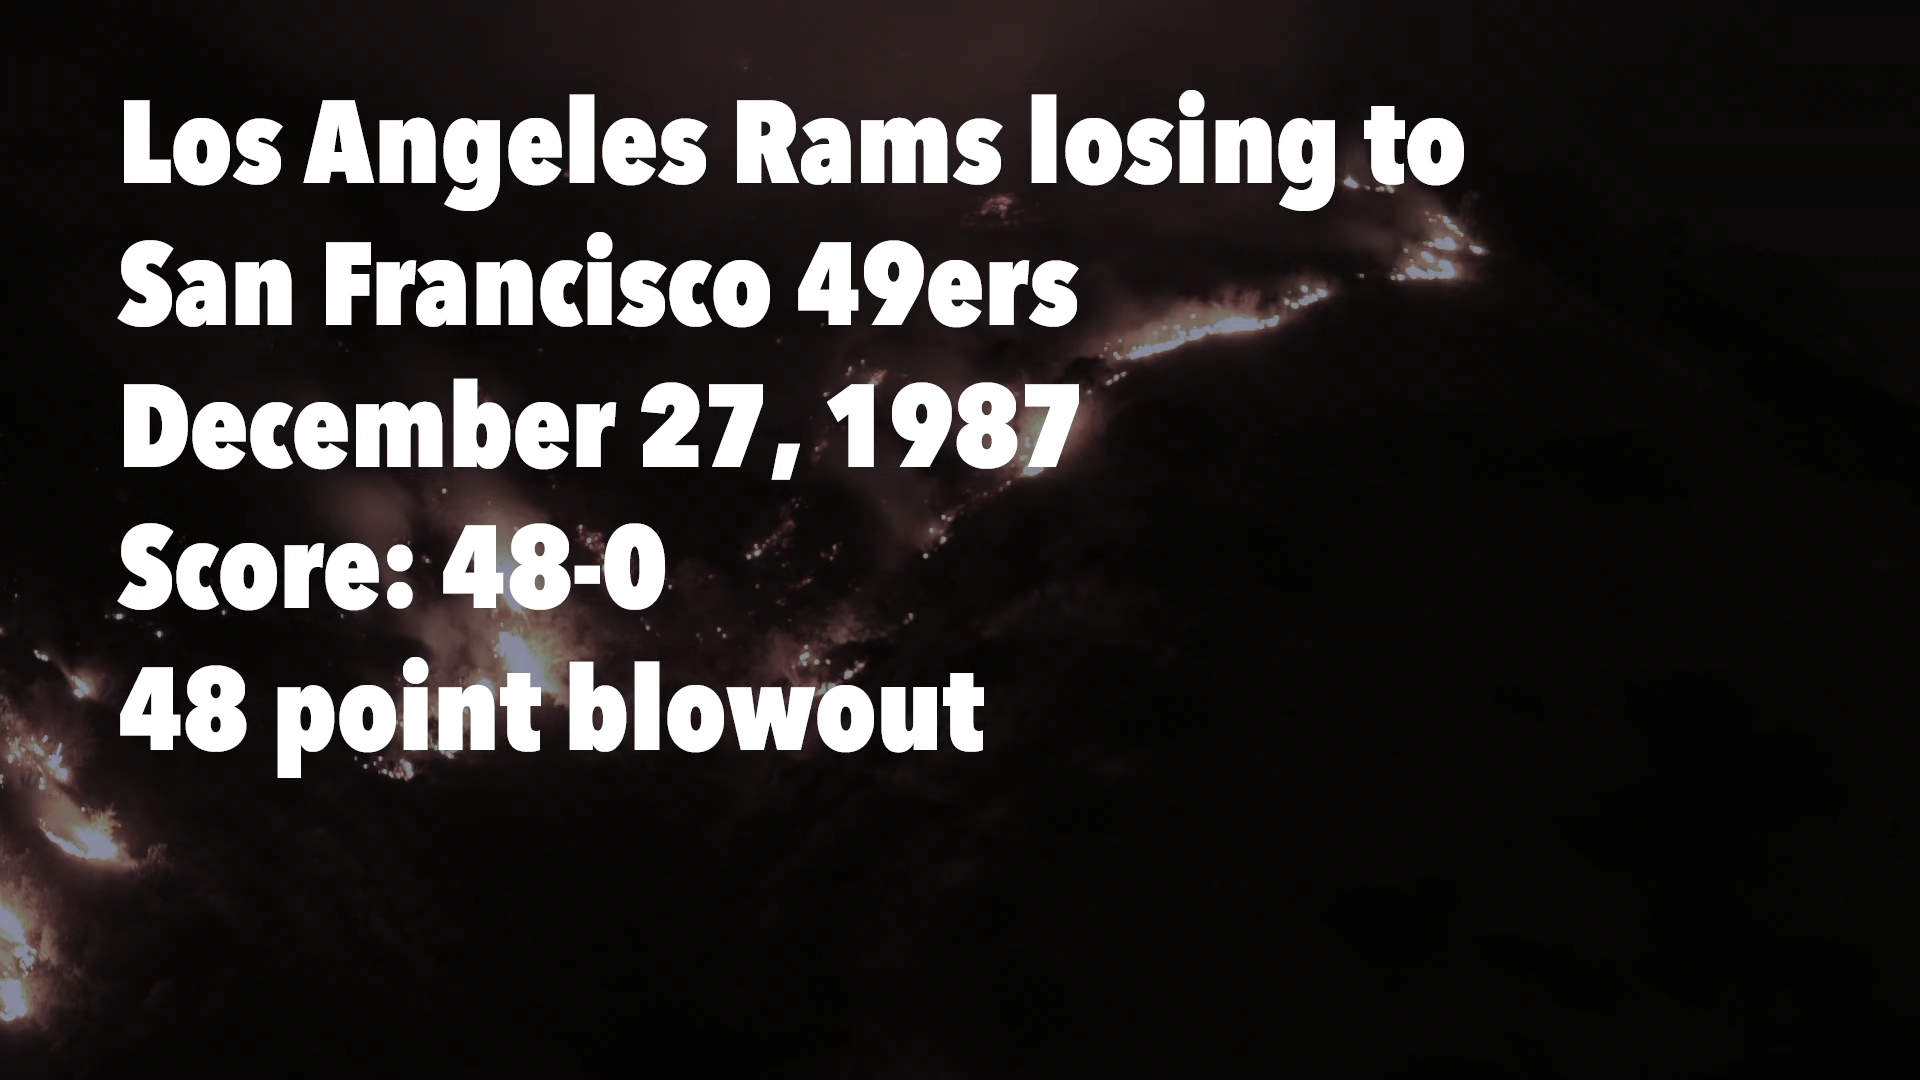 Los Angeles Rams losing to
San Francisco 49ers
December 27, 1987
Score: 48-0
48 point blowout